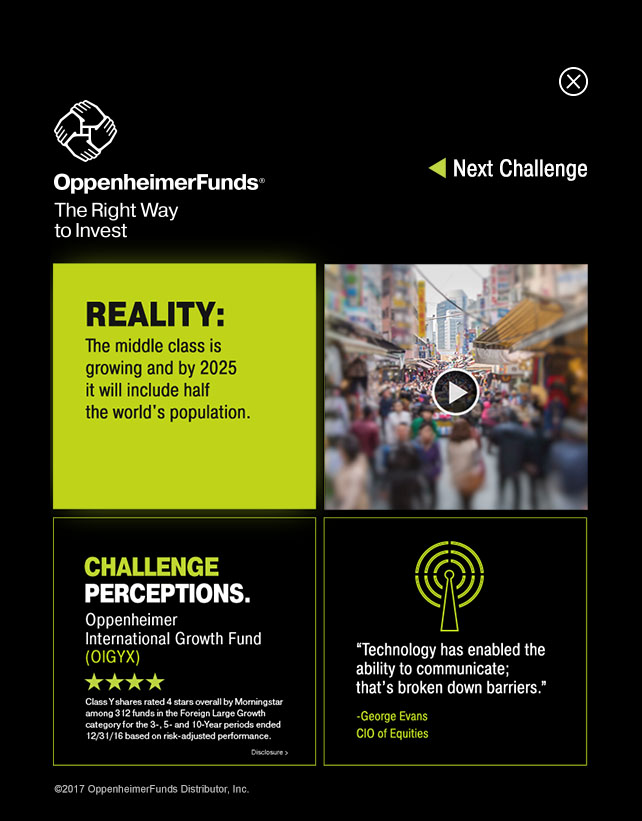 OppenheimerFunds®
The Right Way
to Invest
Next Challenge
REALITY:
The middle class is
growing and by 2025
it will include half
the world's population.
CHALLENGE
PERCEPTIONS.
Oppenheimer
International Growth Fund
(OIGYX)
Class Y shares rated 4 stars overall by Morningstar
among 312 funds in the Foreign Large Growth
category for the 3-, 5- and 10-Year periods ended
12/31/16 based on risk-adjusted performance.
Disclosure >
“Technology has enabled the
ability to communicate;
that's broken down barriers.”
-George Evans
CIO of Equities
©2017 OppenheimerFunds Distributor, Inc.